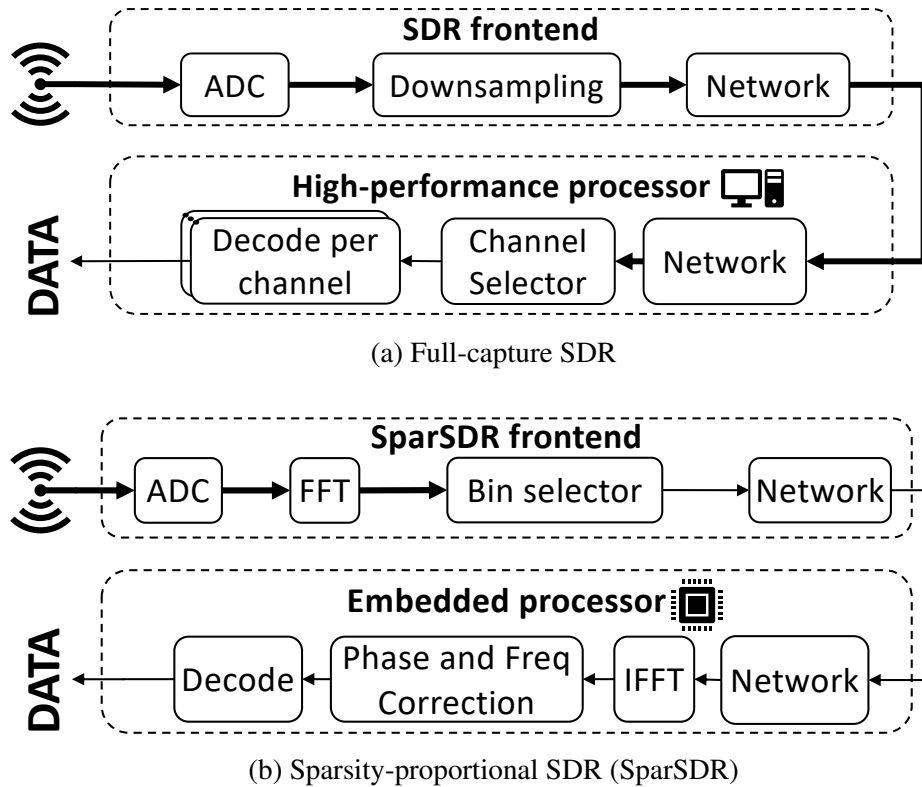 SDR frontend
ADC
Downsampling
Network
High-performance processor
DATA
Decode per
channel
Channel
Selector
Network
(a) Full-capture SDR
SparSDR frontend
ADC
FFT
Bin selector
Network
Embedded processor
DATA
Decode
Phase and Freq
Correction
IFFT
Network
(b) Sparsity-proportional SDR (SparSDR)